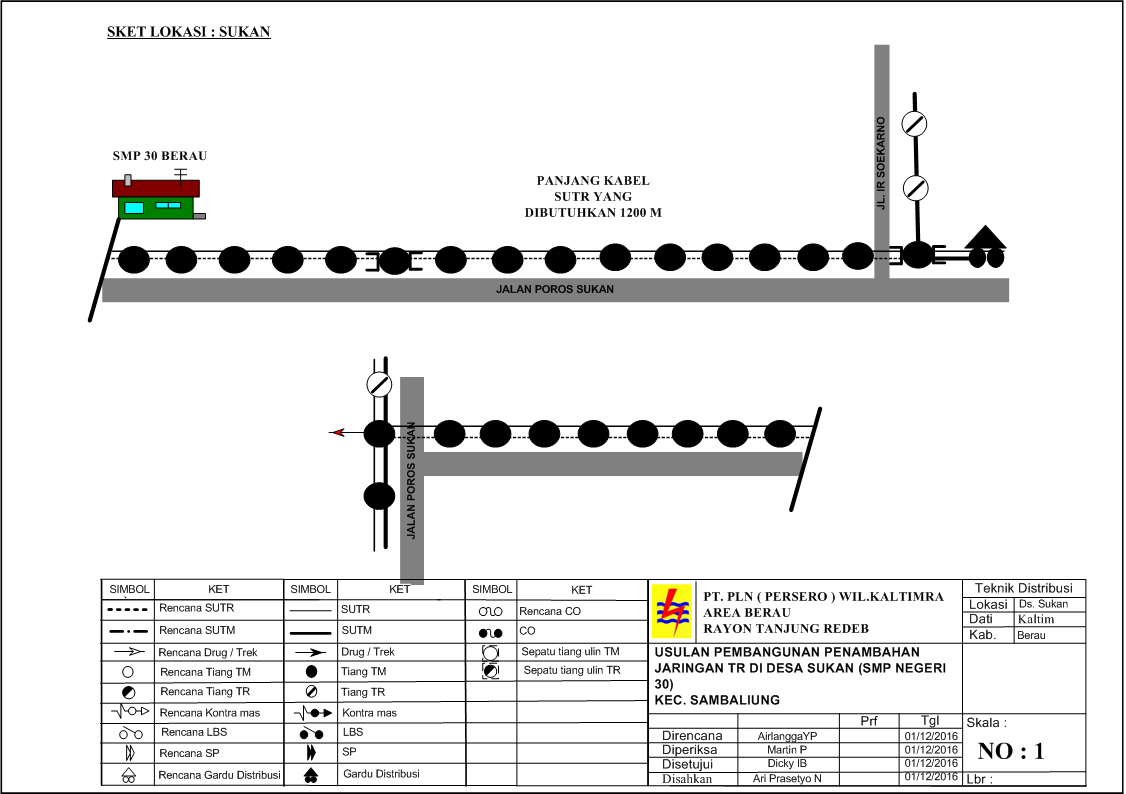 SKET LOKASI : SUKAN
SMP 30 BERAU
PANJANG KABEL
SUTR YANG
DIBUTUHKAN 1200 M
JL. IR SOEKARNO
JALAN POROS SUKAN
JALAN POROS SUKAN
SIMBOL KET SIMBOL KET SIMBOL KET
Rencana SUTR SUTR Rencana CO
Rencana SUTM SUTM CO
Rencana Drug / Trek Drug / Trek Sepatu tiang ulin TM
Rencana Tiang TM Tiang TM Sepatu tiang ulin TR
Rencana Tiang TR Tiang TR
Rencana Kontra mas Kontra mas
Rencana LBS LBS
Rencana SP SP
Rencana Gardu Distribusi Gardu Distribusi
PT. PLN ( PERSERO ) WIL.KALTIMRA
AREA BERAU
RAYON TANJUNG REDEB
Teknik Distribusi
Lokasi Ds. Sukan
Dati Kaltim
Kab. Berau
USULAN PEMBANGUNAN PENAMBAHAN
JARINGAN TR DI DESA SUKAN (SMP NEGERI
30)
KEC. SAMBALIUNG
Prf Tgl
Direncana AirlanggaYP 01/12/2016
Diperiksa Martin P 01/12/2016
Disetujui Dicky IB 01/12/2016
Disahkan Ari Prasetyo N 01/12/2016
Skala :
NO : 1
Lbr :